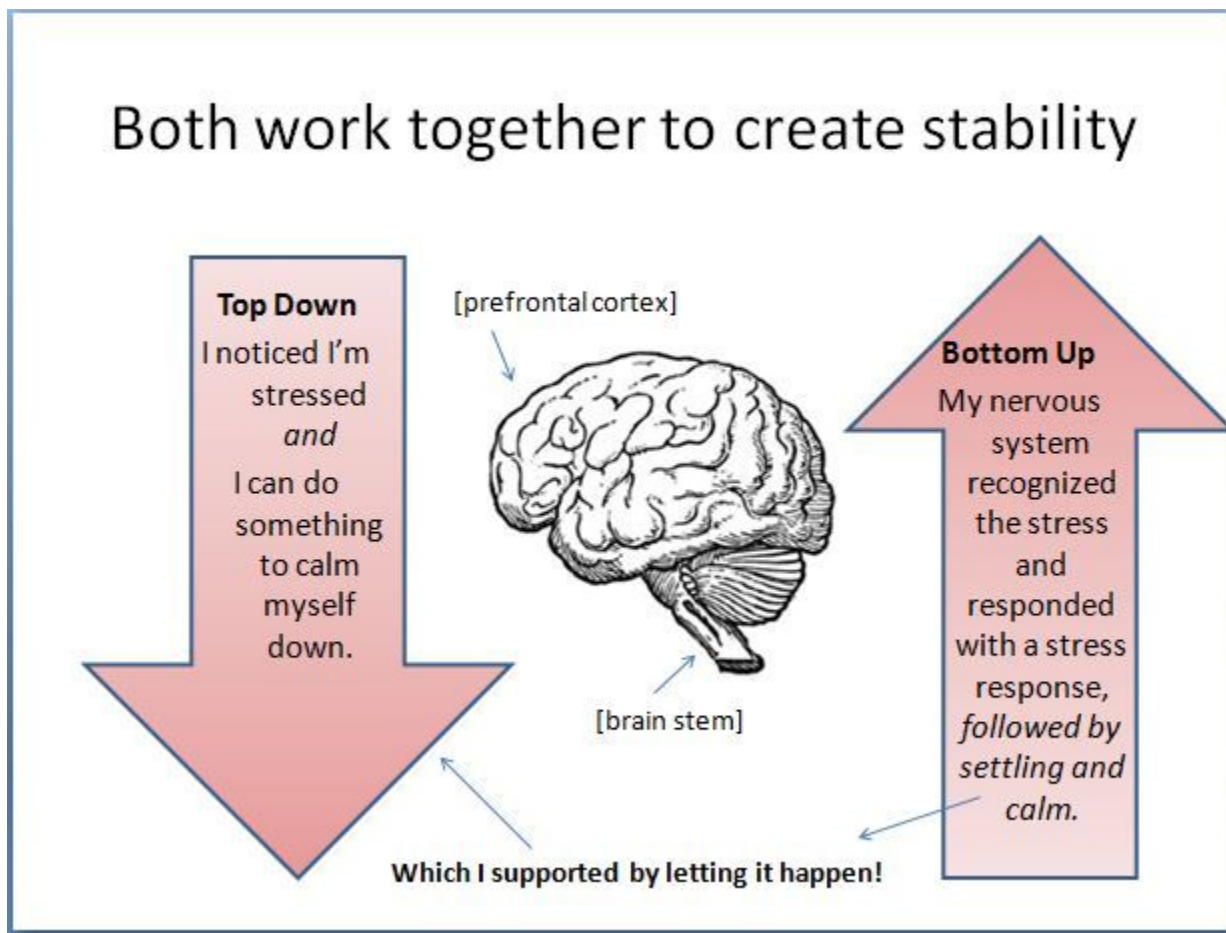 Both work together to create stability
Top Down
I noticed I'm
stressed
and
I can do
something
to calm
myself
down.
[prefrontal cortex]
[brain stem]
Bottom Up
My nervous
system
recognized
the stress
and
responded
with a stress
response,
followed by
settling and
calm.
Which I supported by letting it happen!